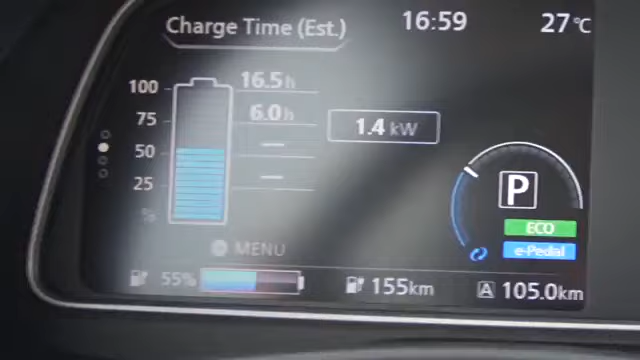 Charge Time (Est.) 16:59 27°C
100 16.5h
75 6.0h
1.4 kW
50 —
25 —
%
P
ECO
e-Pedal
MENU
55% 155km A 105.0km